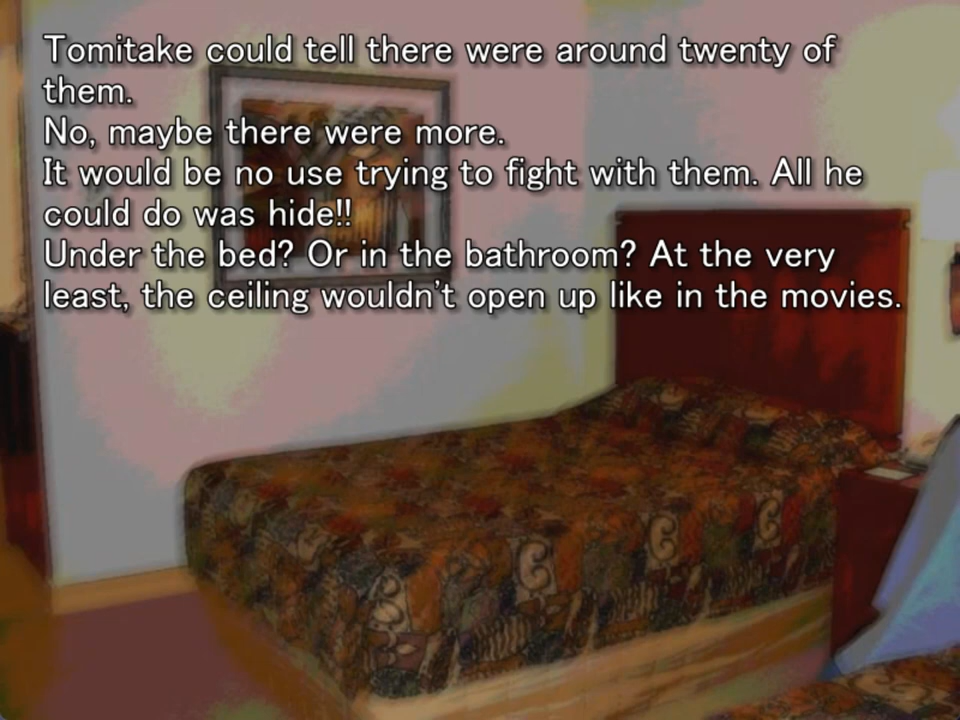 Tomitake could tell there were around twenty of
them.
No, maybe there were more.
It would be no use trying to fight with them. All he
could do was hide!!
Under the bed? Or in the bathroom? At the very
least, the ceiling wouldn't open up like in the movies.